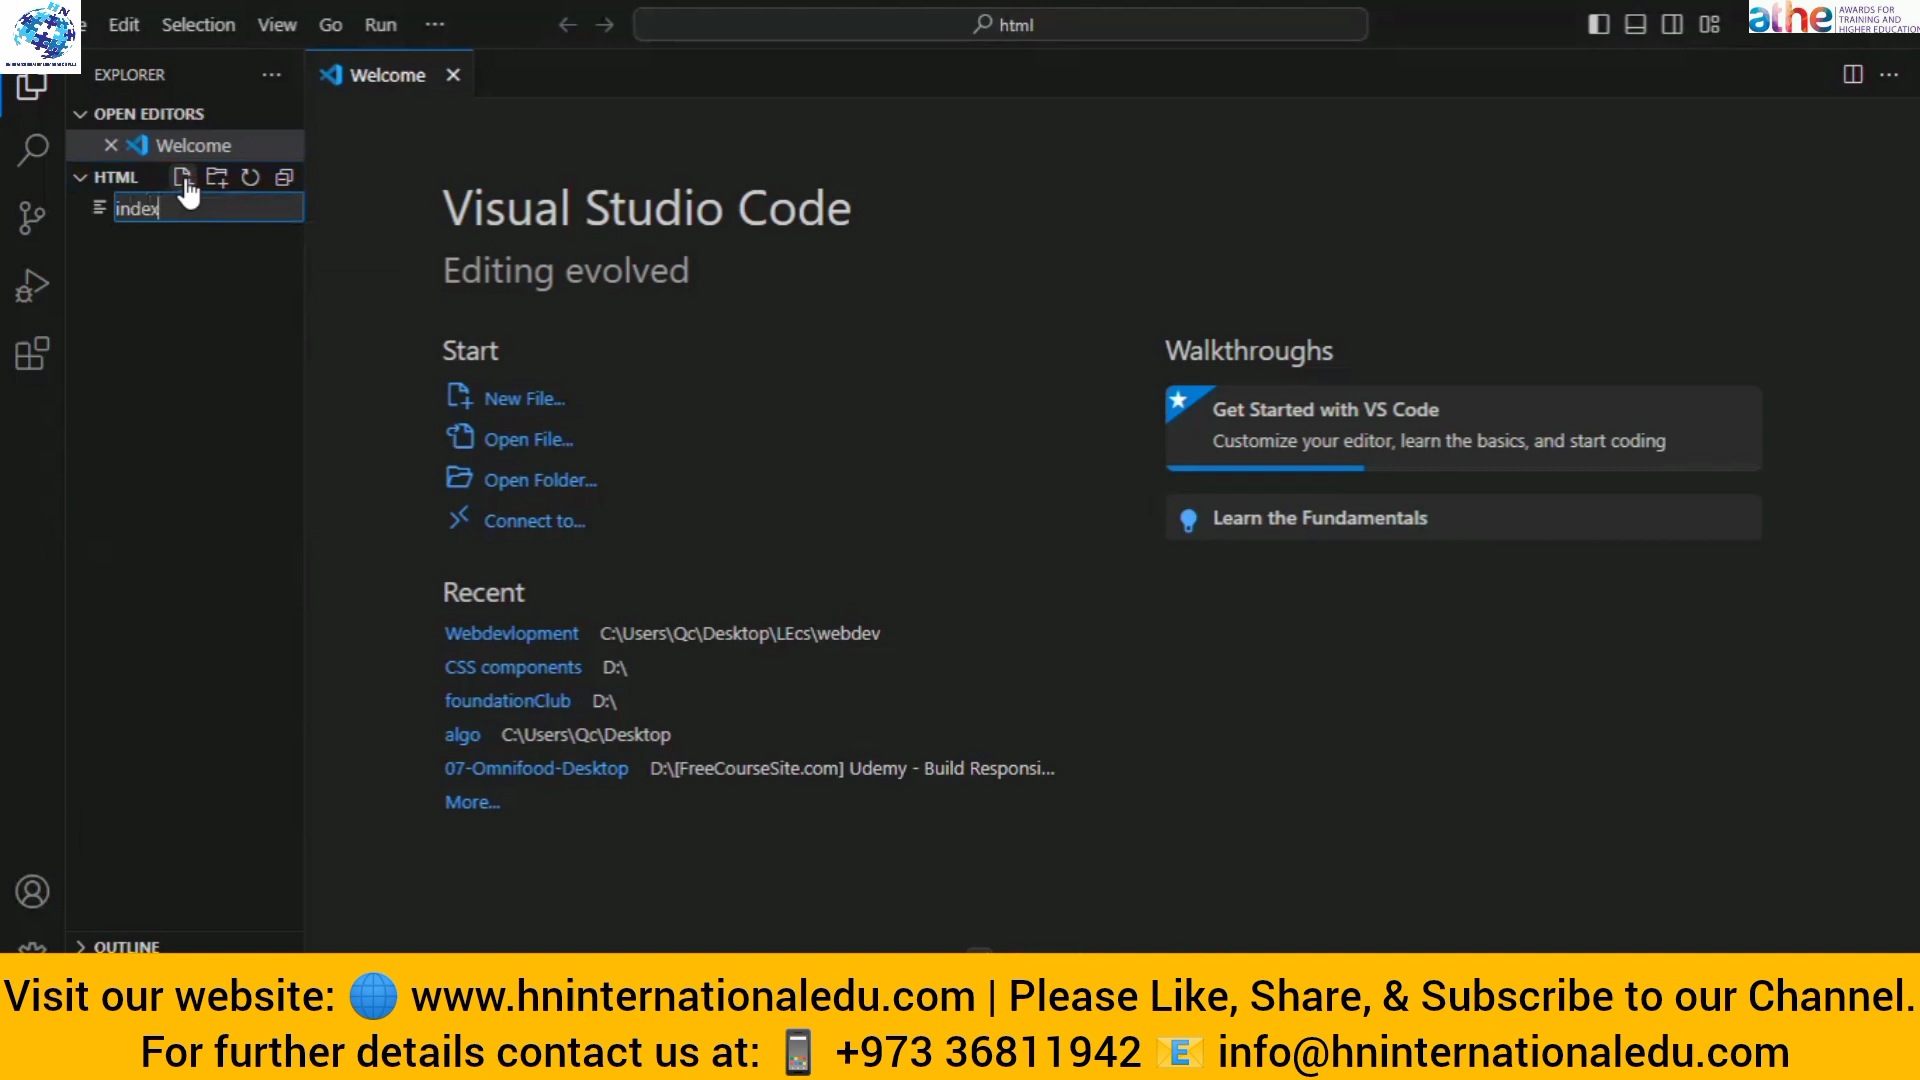 Edit Selection View Go Run ··· html
athe AWARDS FOR TRAINING AND HIGHER EDUCATION
EXPLORER ···
Welcome
OPEN EDITORS
Welcome
HTML
index
Visual Studio Code
Editing evolved
Start
New File...
Open File...
Open Folder...
Connect to...
Walkthroughs
Get Started with VS Code
Customize your editor, learn the basics, and start coding
Learn the Fundamentals
Recent
Webdevlopment C:\Users\Qc\Desktop\LEcs\webdev
CSS components D:\
foundationClub D:\
algo C:\Users\Qc\Desktop
07-Omnifood-Desktop D:\[FreeCourseSite.com] Udemy - Build Responsi...
More...
OUTLINE
Visit our website: 🌐 www.hninternationaledu.com | Please Like, Share, & Subscribe to our Channel.
For further details contact us at: 📱 +973 36811942 📧 info@hninternationaledu.com